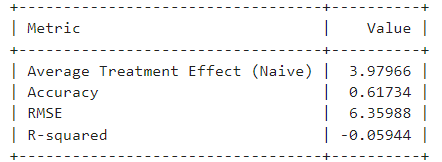 +-----------------------------------+----------+
| Metric                            |    Value |
+-----------------------------------+----------+
| Average Treatment Effect (Naive) |  3.97966 |
| Accuracy                          |  0.61734 |
| RMSE                              |  6.35988 |
| R-squared                         | -0.05944 |
+-----------------------------------+----------+